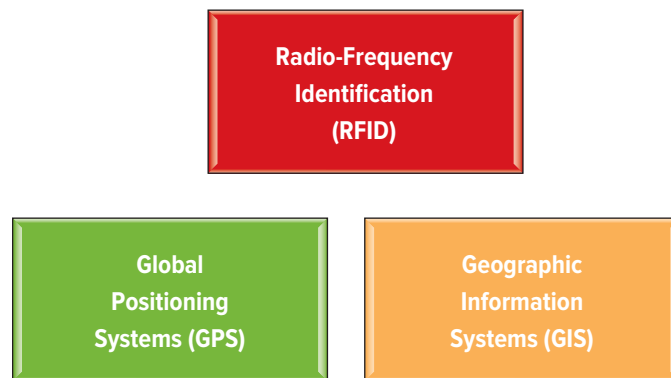 Radio-Frequency
Identification
(RFID)
Global
Positioning
Systems (GPS)
Geographic
Information
Systems (GIS)